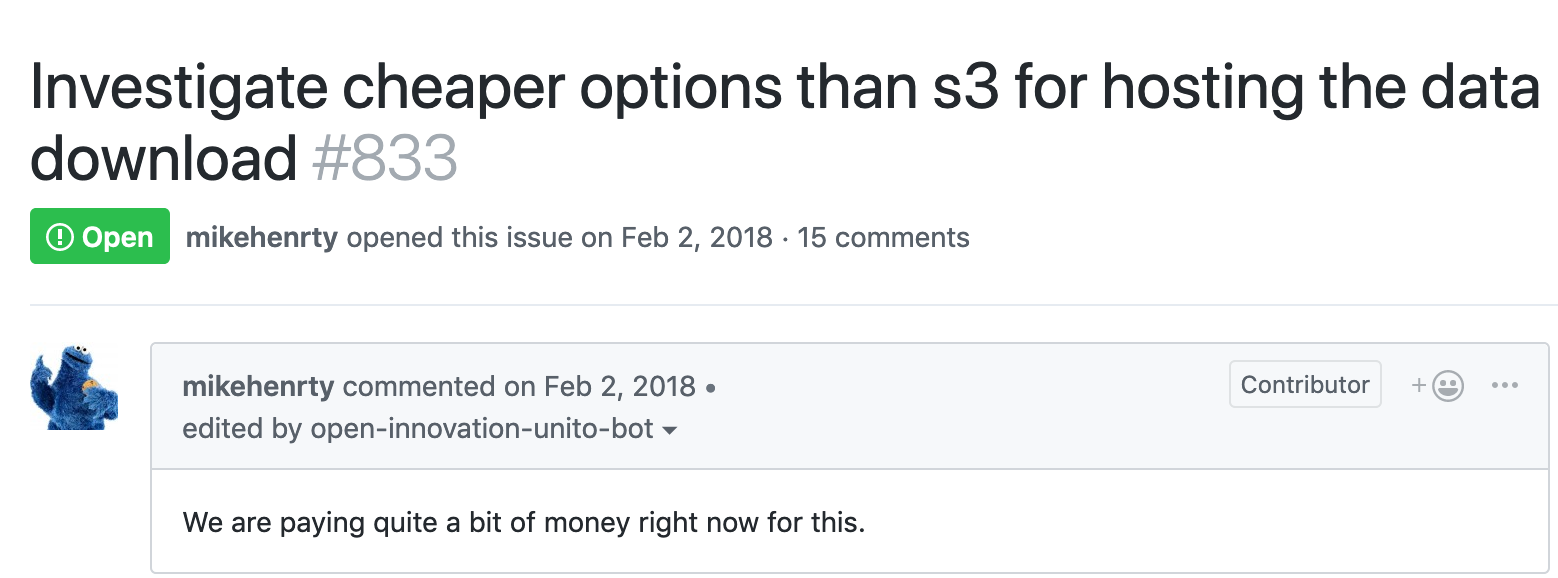 Investigate cheaper options than s3 for hosting the data
download #833
Open mikehenrty opened this issue on Feb 2, 2018 · 15 comments
mikehenrty commented on Feb 2, 2018 •
edited by open-innovation-unito-bot
Contributor
We are paying quite a bit of money right now for this.